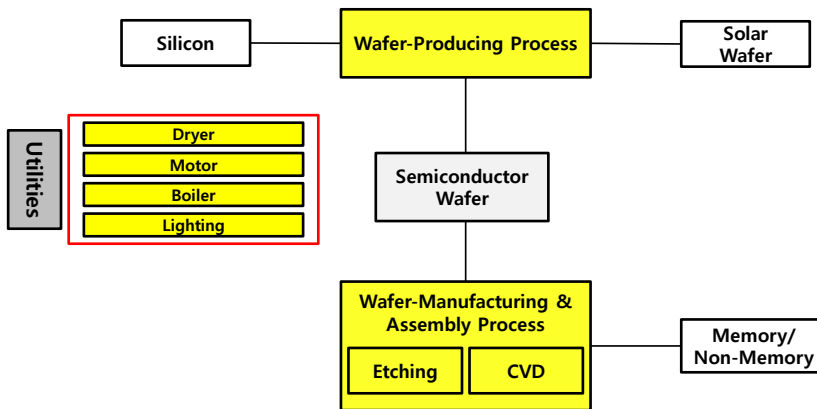 Silicon
Wafer-Producing Process
Solar
Wafer
Utilities
Dryer
Motor
Boiler
Lighting
Semiconductor
Wafer
Wafer-Manufacturing &
Assembly Process
Etching
CVD
Memory/
Non-Memory